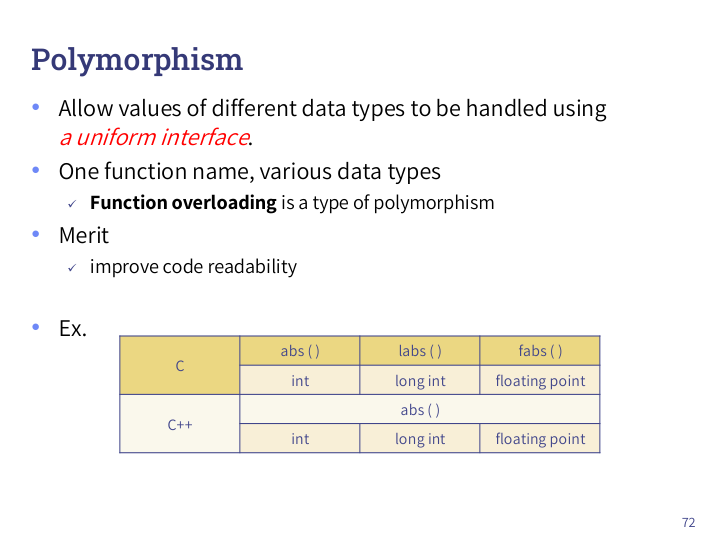 Polymorphism
• Allow values of different data types to be handled using
a uniform interface.
• One function name, various data types
✓ Function overloading is a type of polymorphism
• Merit
✓ improve code readability
• Ex.
C
abs ( ) labs ( ) fabs ( )
int long int floating point
C++
abs ( )
int long int floating point
72